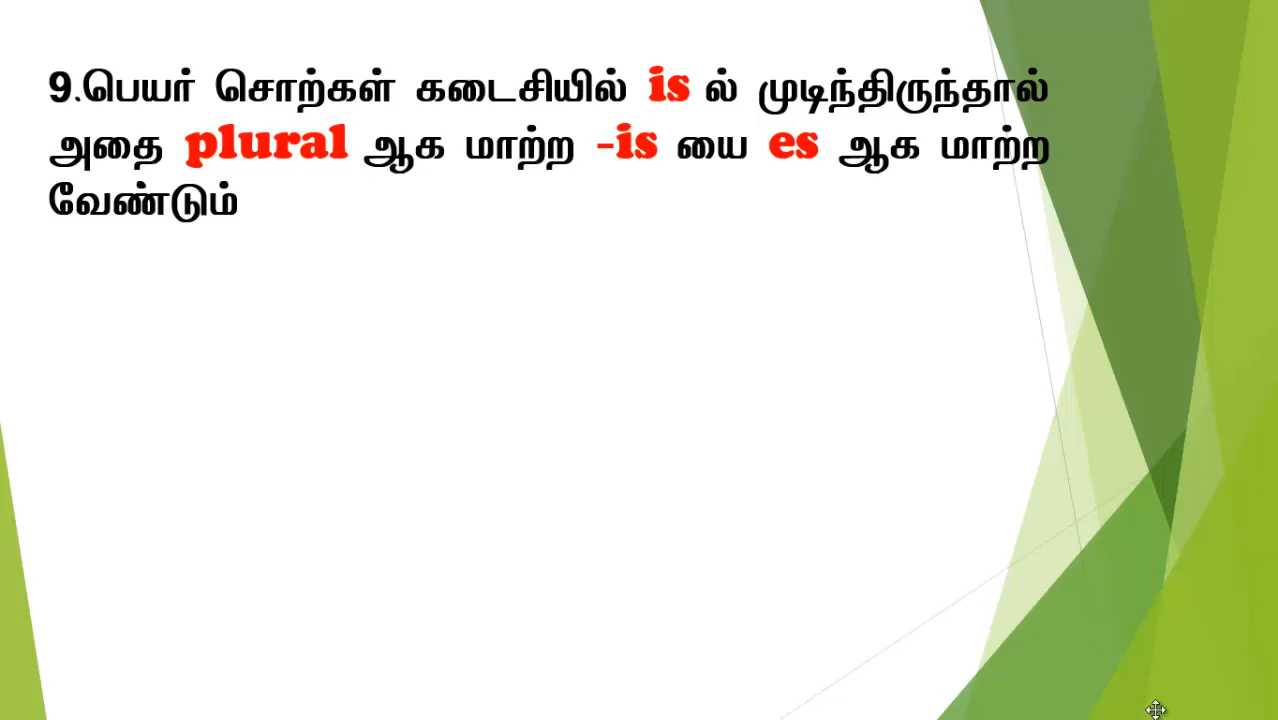 9.பெயர் சொற்கள் கடைசியில் is ல் முடிந்திருந்தால்
அதை plural ஆக மாற்ற -is யை es ஆக மாற்ற
வேண்டும்